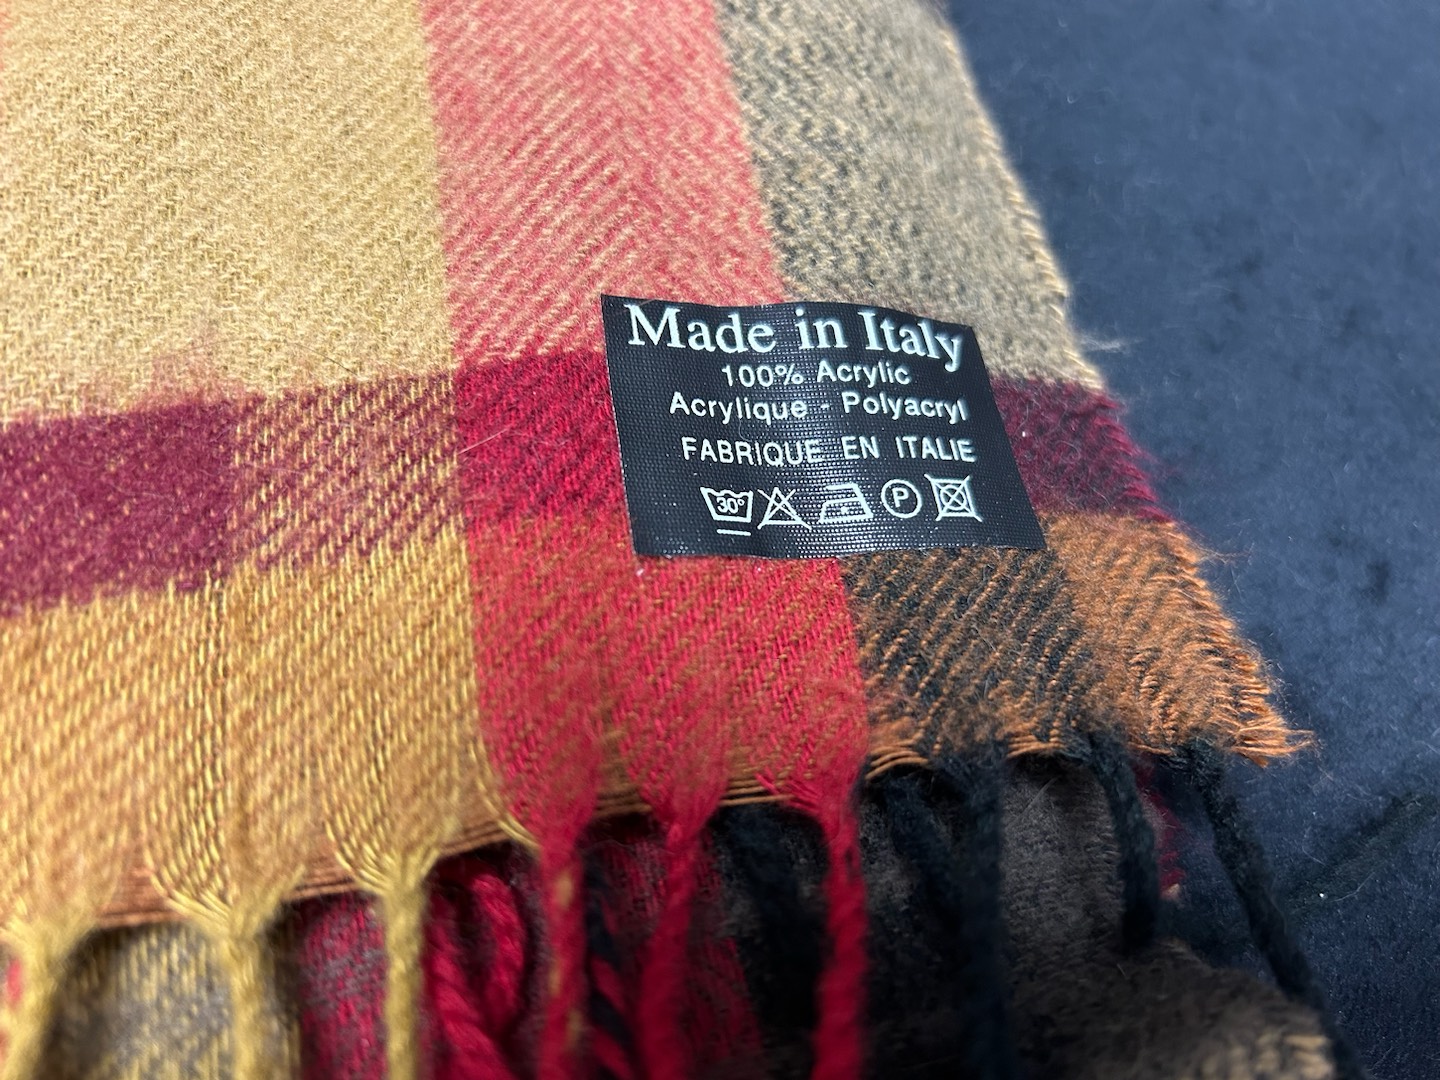 Made in Italy
100% Acrylic
Acrylique - Polyacryl
FABRIQUE EN ITALIE
30° P